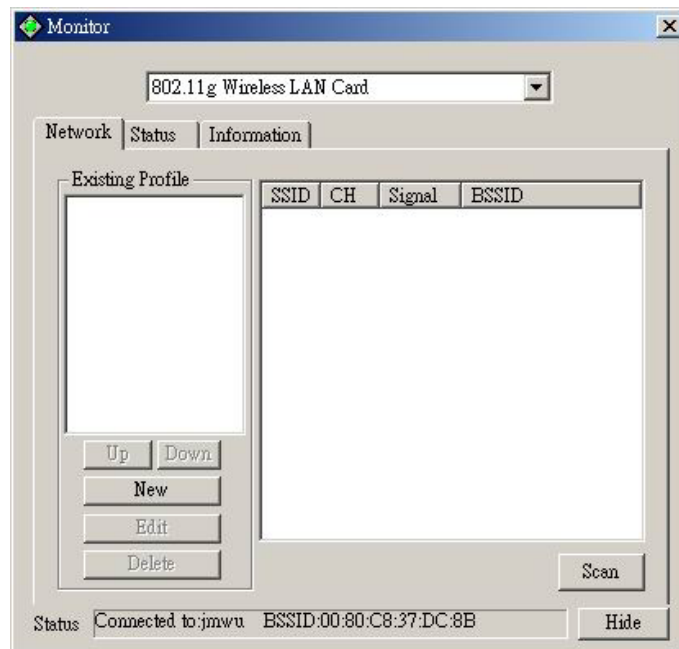 Monitor
802.11g Wireless LAN Card
Network Status Information
Existing Profile
SSID CH Signal BSSID
Up Down
New
Edit
Delete
Scan
Status Connected to:jmwu BSSID:00:80:C8:37:DC:8B
Hide